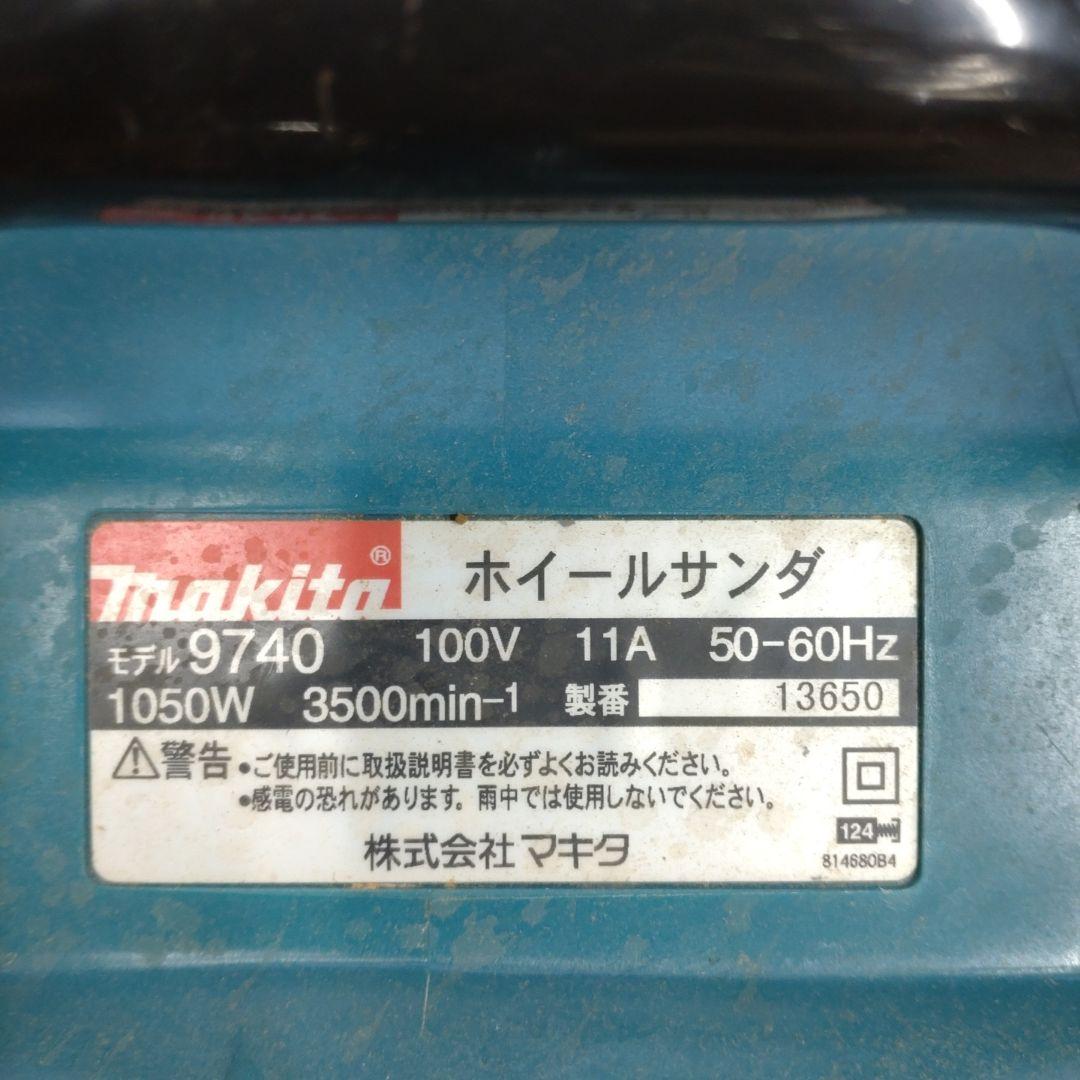 makita® ホイールサンダ
モデル 9740 100V 11A 50-60Hz
1050W 3500min-1 製番 13650
⚠警告 •ご使用前に取扱説明書を必ずよくお読みください。
•感電の恐れがあります。雨中では使用しないでください。
株式会社マキタ
124
814680B4